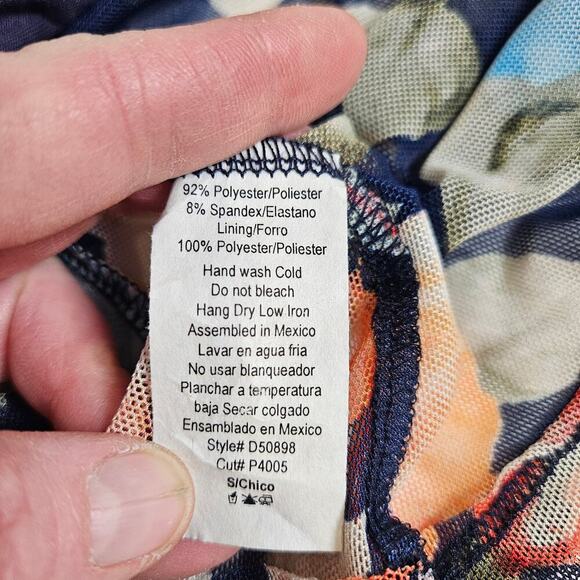 92% Polyester/Poliester
8% Spandex/Elastano
Lining/Forro
100% Polyester/Poliester
Hand wash Cold
Do not bleach
Hang Dry Low Iron
Assembled in Mexico
Lavar en agua fria
No usar blanqueador
Planchar a temperatura
baja Secar colgado
Ensamblado en Mexico
Style# D50898
Cut# P4005
S/Chico